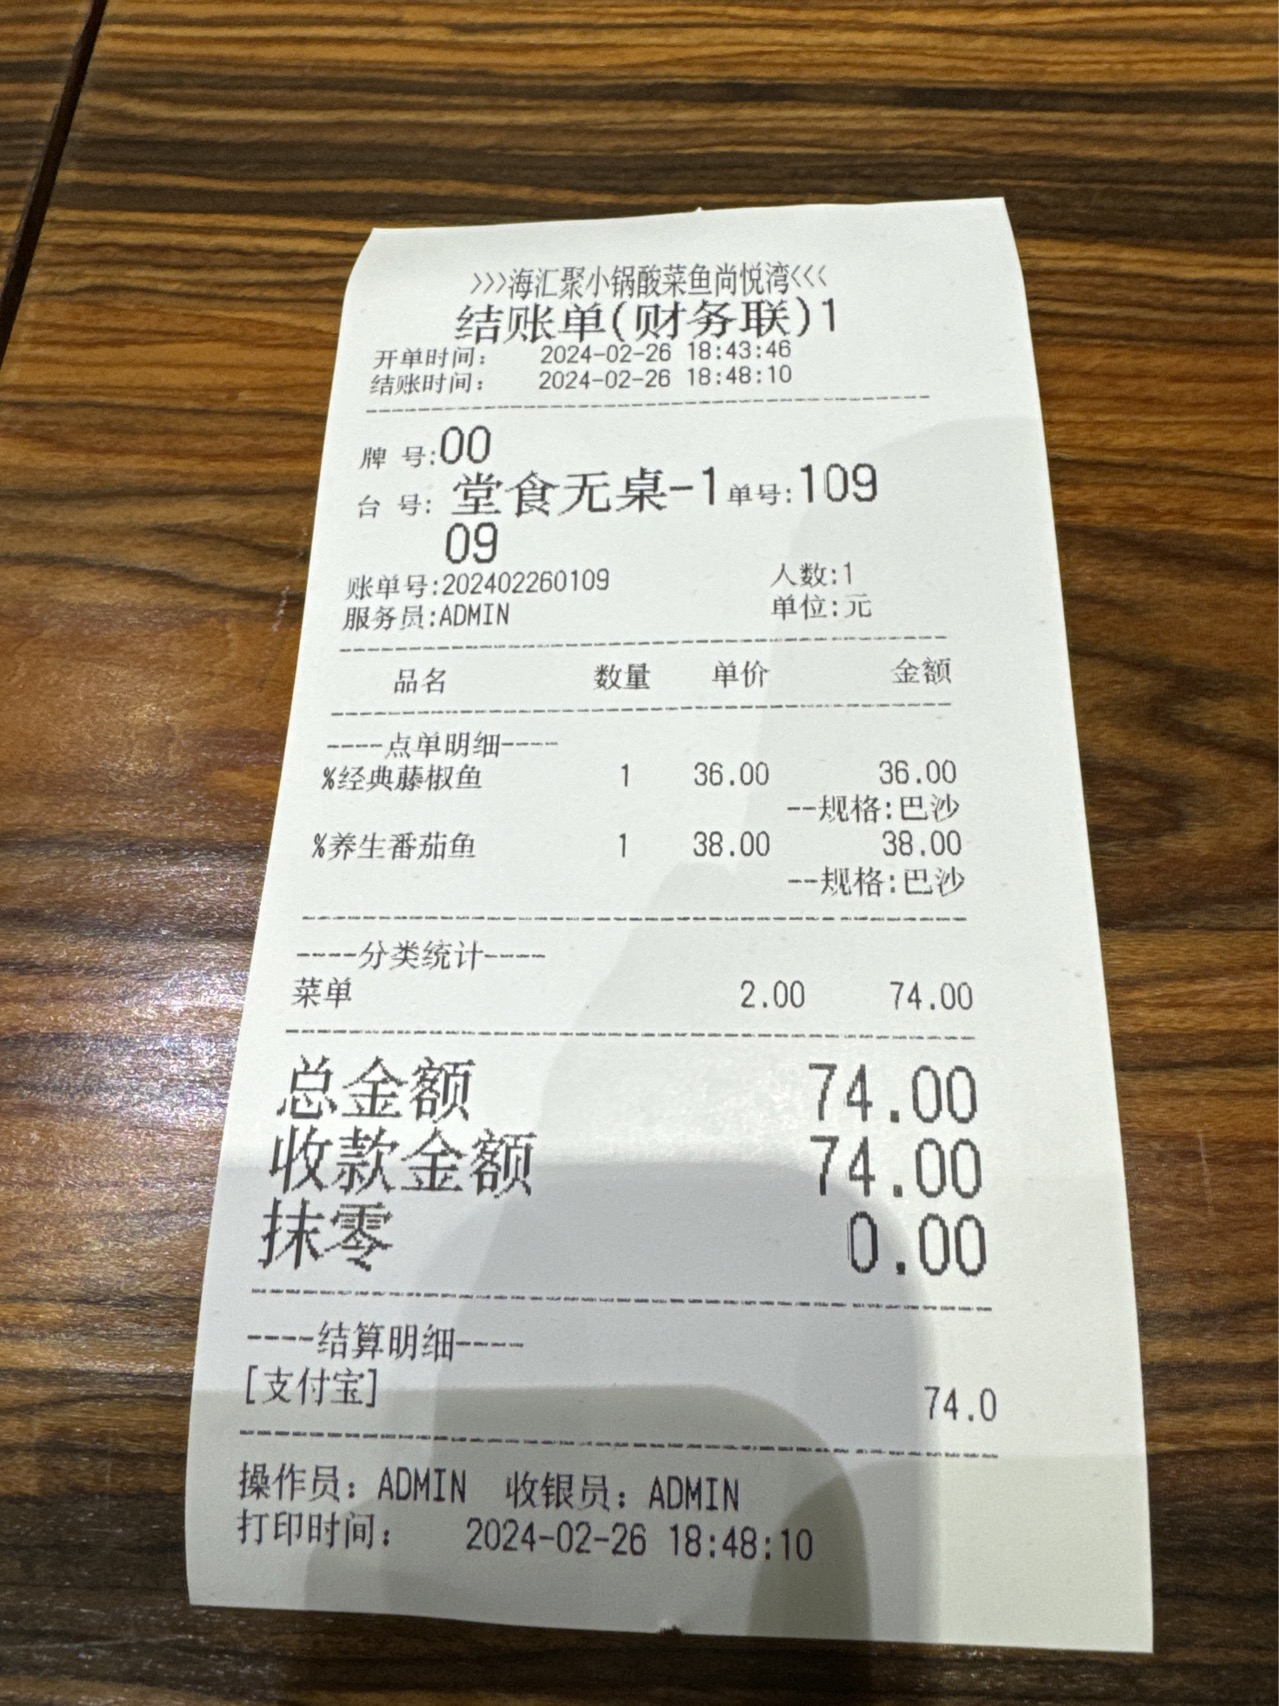 >>>海汇聚小锅酸菜鱼尚悦湾<<<
结账单(财务联)1
开单时间: 2024-02-26 18:43:46
结账时间: 2024-02-26 18:48:10
牌 号:00
台 号: 堂食无桌-1 单号:109
09
账单号:202402260109 人数:1
服务员:ADMIN 单位:元
品名 数量 单价 金额
----点单明细----
%经典藤椒鱼 1 36.00 36.00
--规格:巴沙
%养生番茄鱼 1 38.00 38.00
--规格:巴沙
----分类统计----
菜单 2.00 74.00
总金额 74.00
收款金额 74.00
抹零 0.00
----结算明细----
[支付宝] 74.0
操作员: ADMIN 收银员: ADMIN
打印时间: 2024-02-26 18:48:10